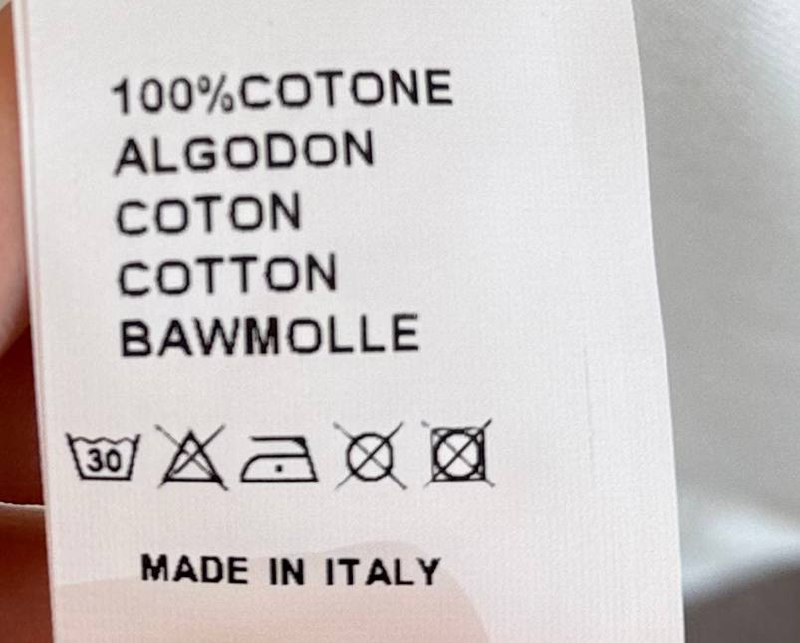 100%COTONE
ALGODON
COTON
COTTON
BAWMOLLE
30
MADE IN ITALY